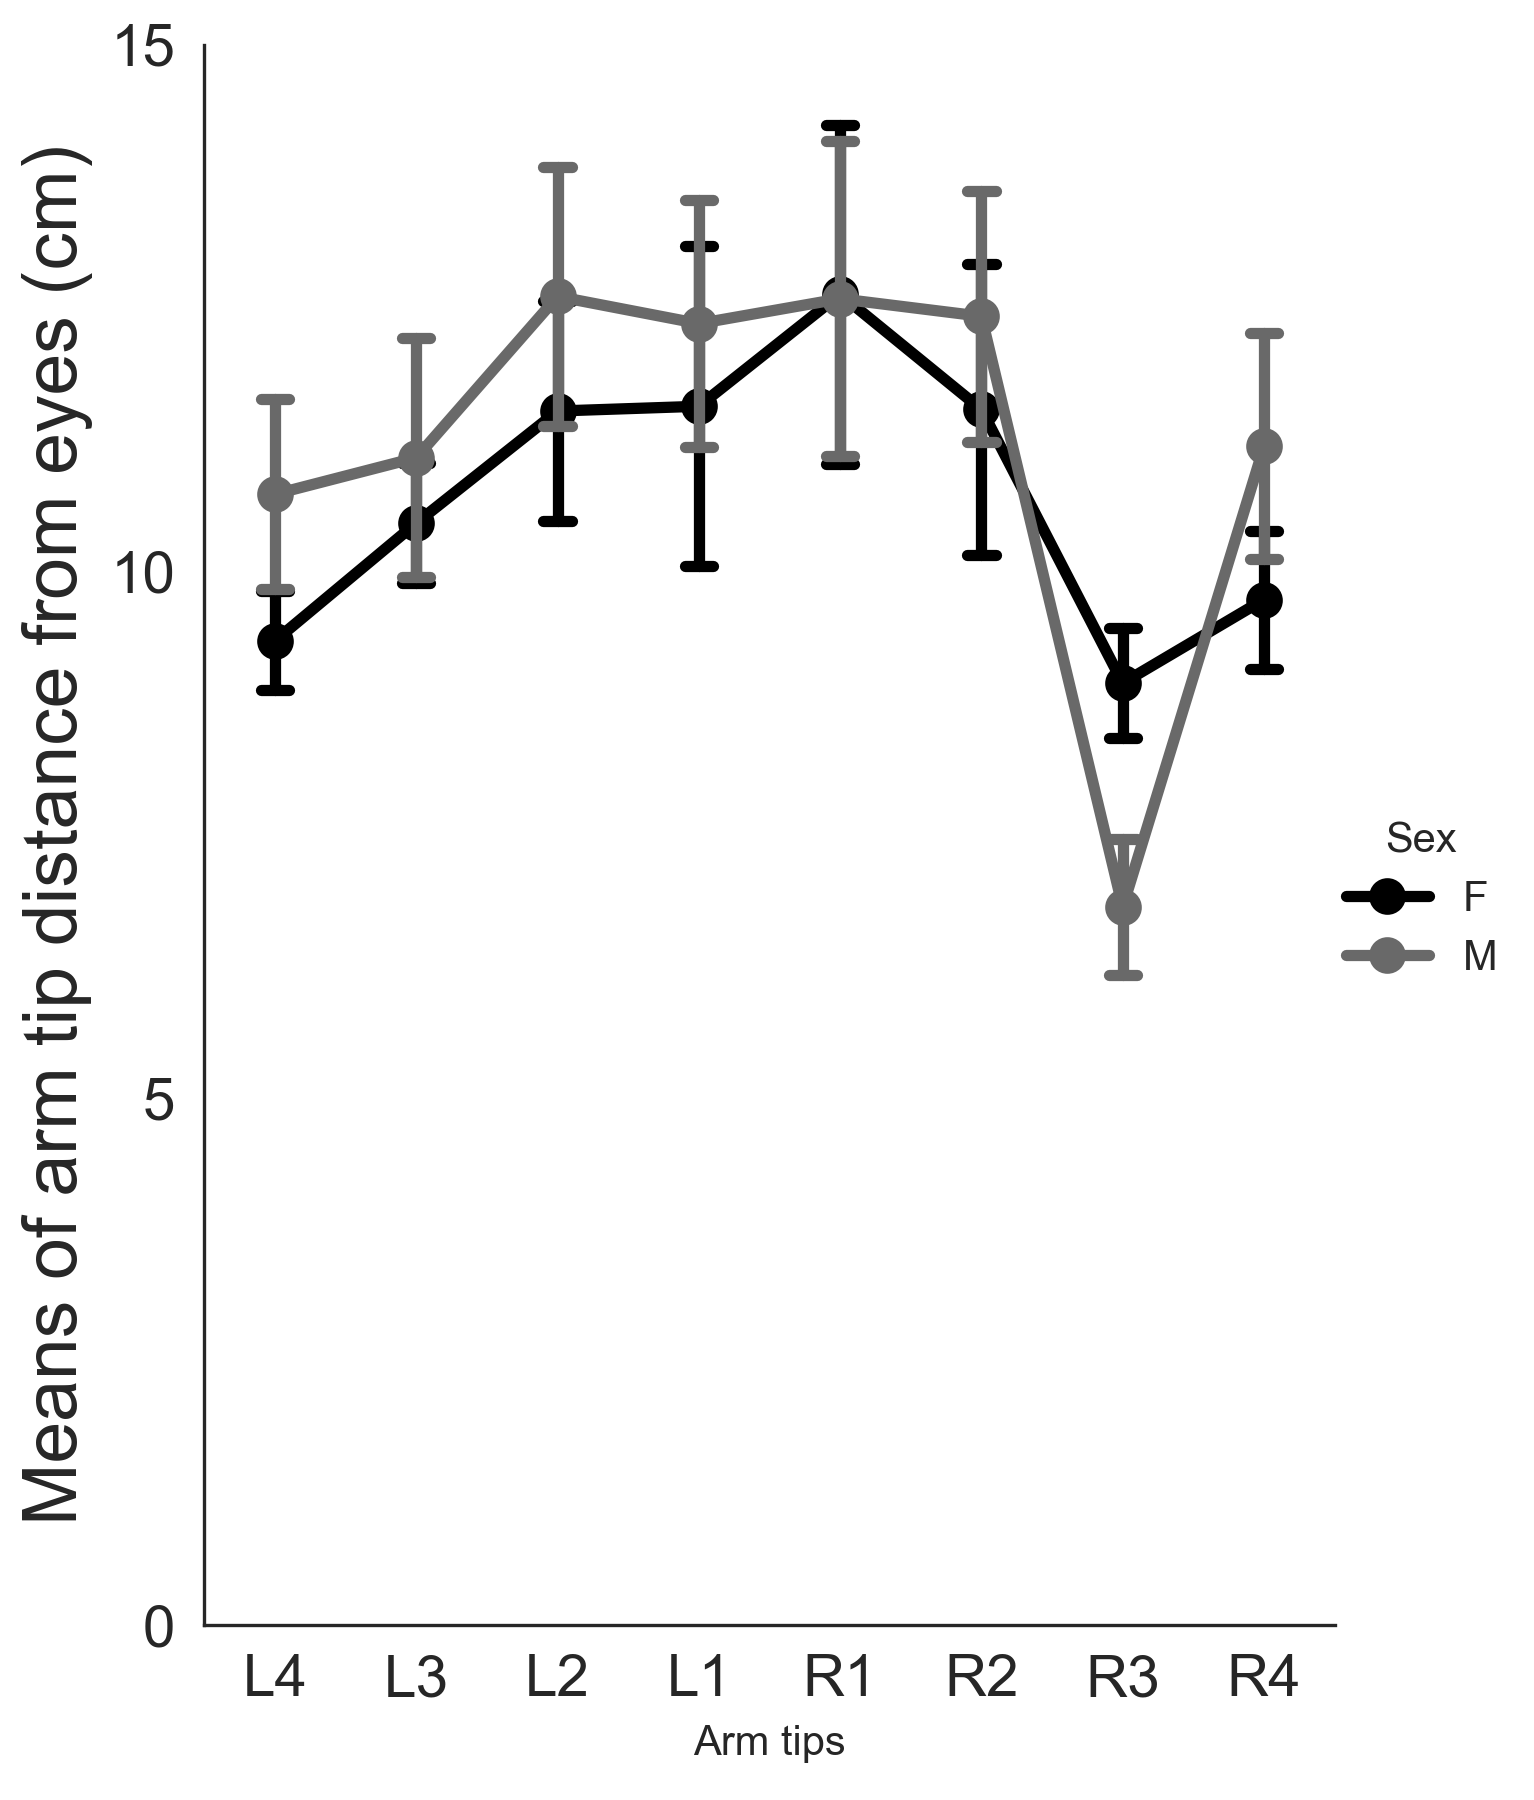 Means of arm tip distance from eyes (cm)
15
10
5
0
L4 L3 L2 L1 R1 R2 R3 R4
Arm tips
Sex
F
M